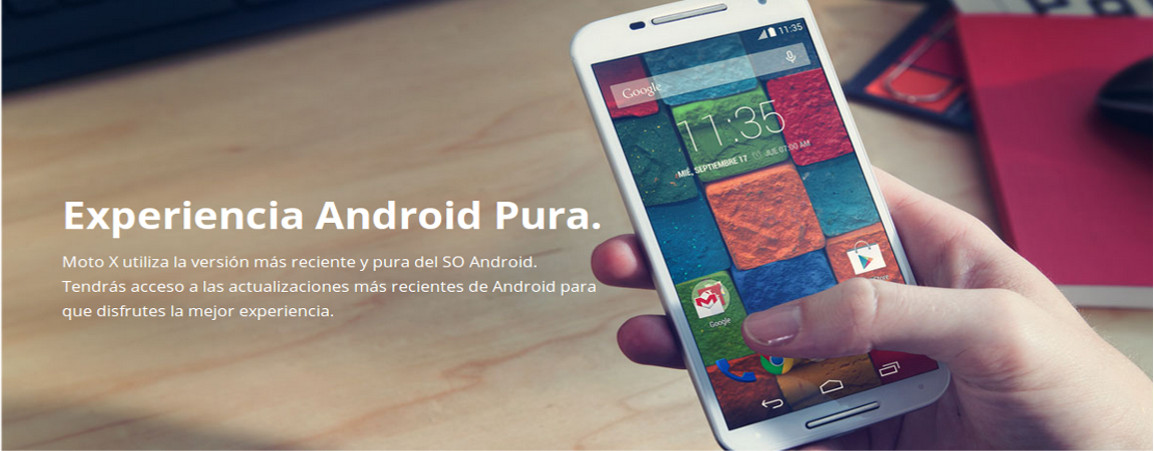 Experiencia Android Pura.
Moto X utiliza la versión más reciente y pura del SO Android.
Tendrás acceso a las actualizaciones más recientes de Android para
que disfrutes la mejor experiencia.
11:35
Google
11:35
MIÉ, SEPTIEMBRE 17 JUE 07:00 AM
Google